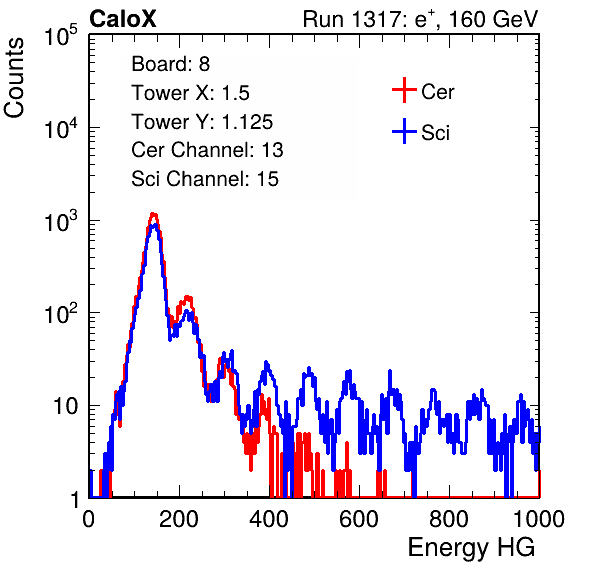 CaloX Run 1317: e⁺, 160 GeV
Counts
Board: 8
Tower X: 1.5
Tower Y: 1.125
Cer Channel: 13
Sci Channel: 15
Cer
Sci
10⁵
10⁴
10³
10²
10
1
0 200 400 600 800 1000
Energy HG